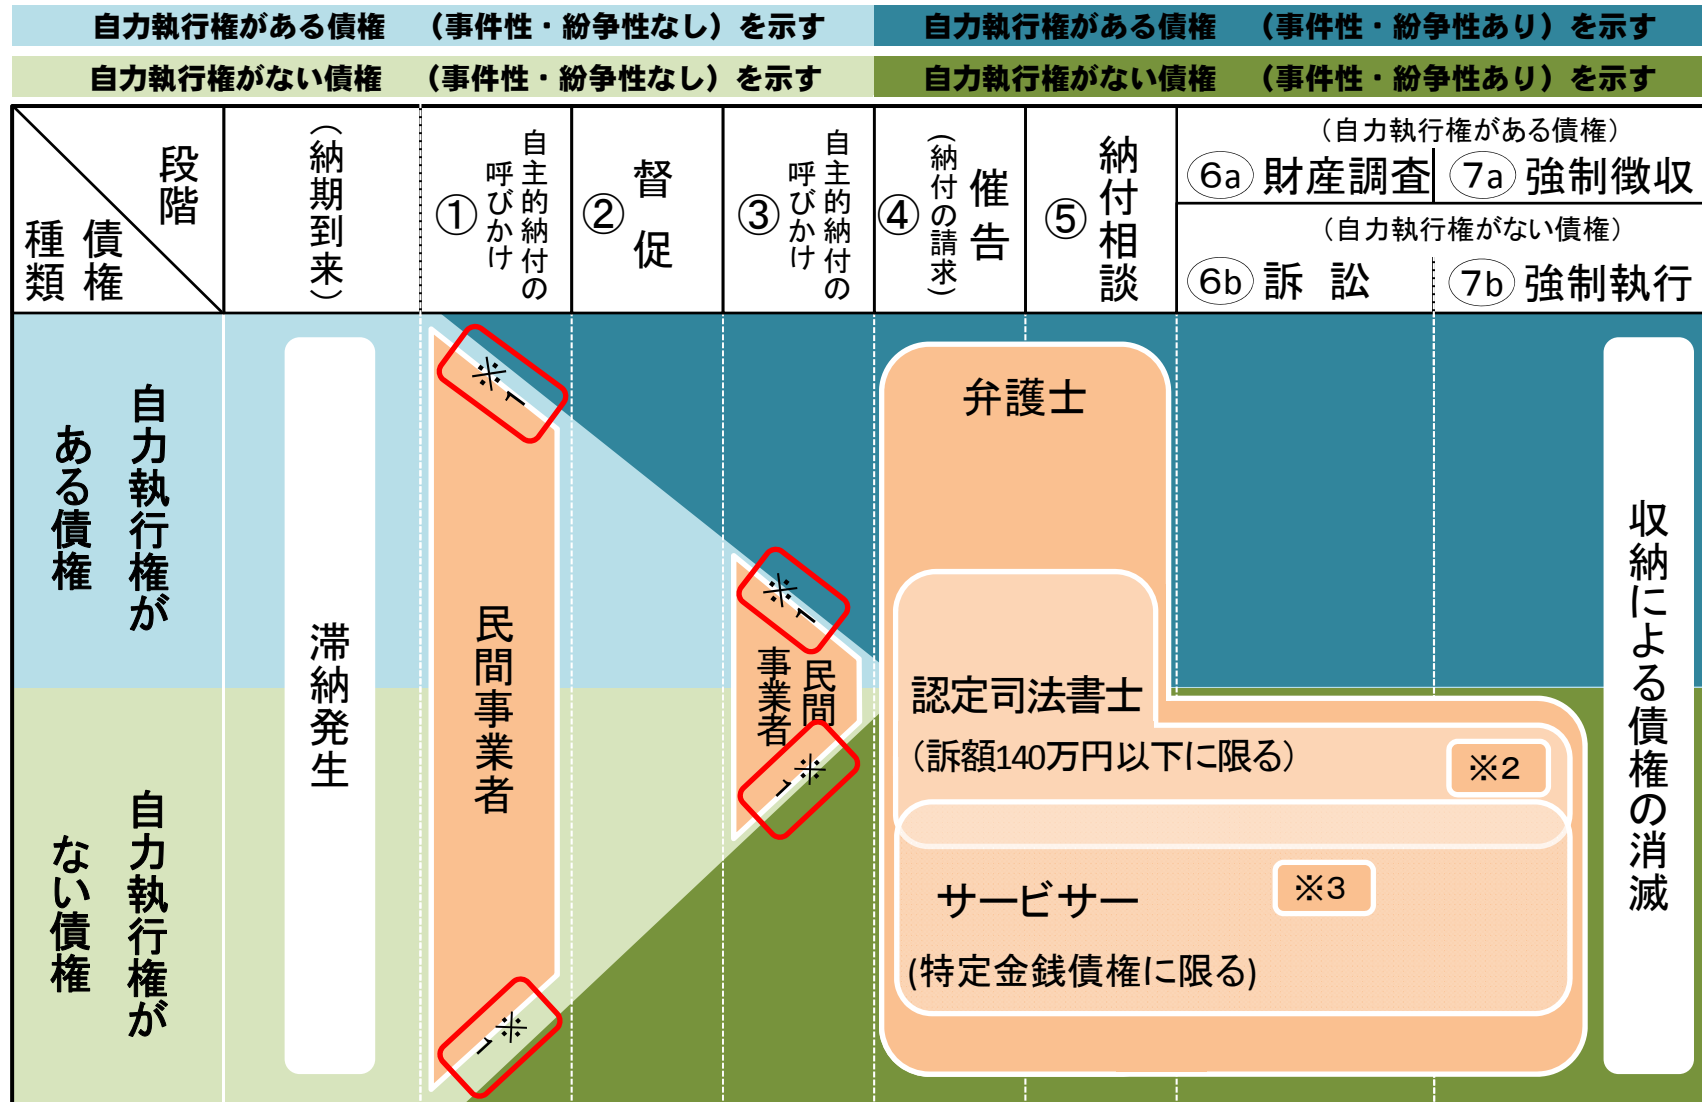 自力執行権がある債権　（事件性・紛争性なし）を示す
自力執行権がある債権　（事件性・紛争性あり）を示す
自力執行権がない債権　（事件性・紛争性なし）を示す
自力執行権がない債権　（事件性・紛争性あり）を示す
段階
債権
種類
（納期到来）
①
自主的納付の
呼びかけ
②
督促
③
自主的納付の
呼びかけ
④
催告
（納付の請求）
⑤
納付相談
（自力執行権がある債権）
6a 財産調査
7a 強制徴収
（自力執行権がない債権）
6b 訴訟
7b 強制執行
自力執行権が
ある債権
自力執行権が
ない債権
滞納発生
※1
民間事業者
※1
※1
民間
事業者
※1
弁護士
認定司法書士
（訴額140万円以下に限る）
※2
サービサー
※3
(特定金銭債権に限る)
収納による債権の消滅